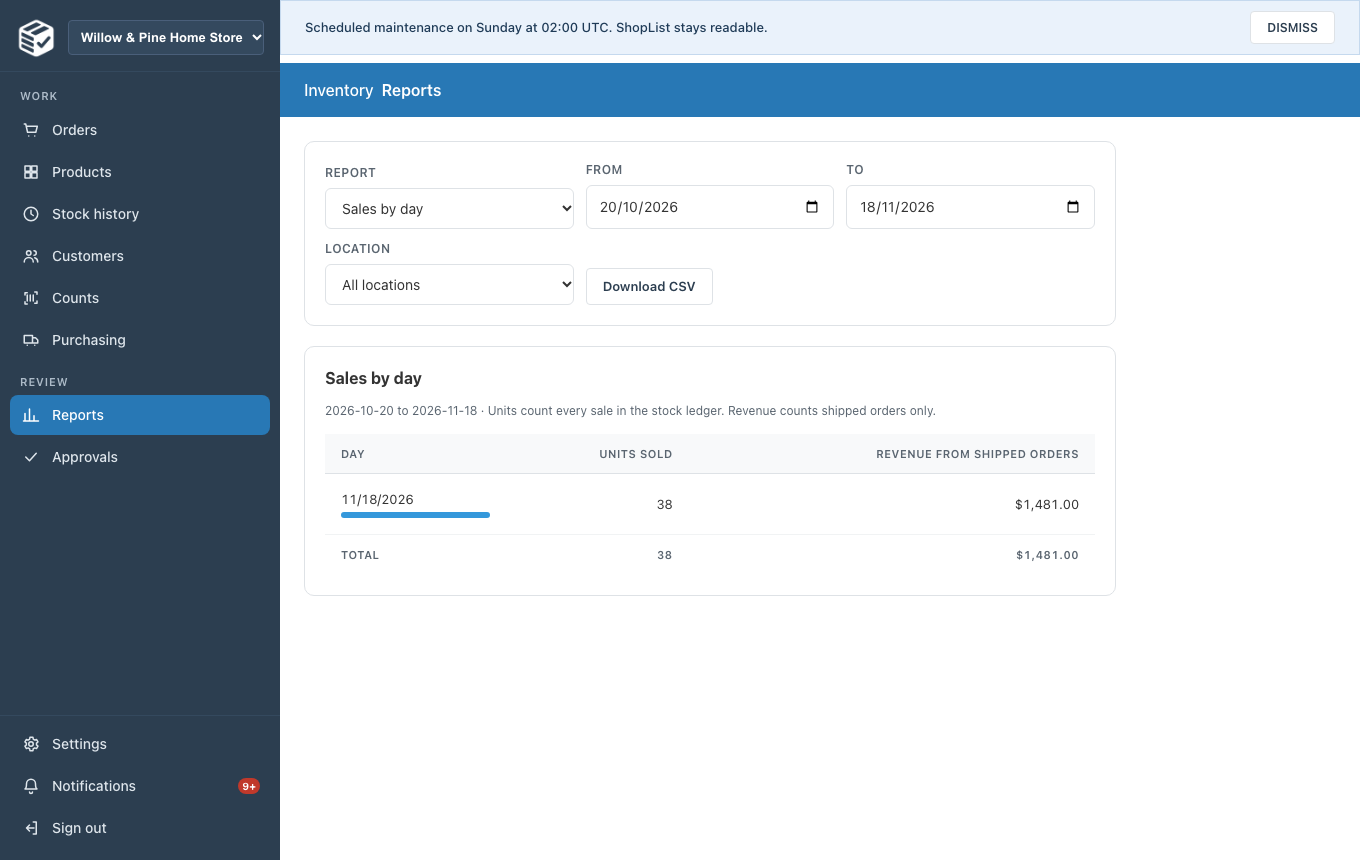 Willow & Pine Home Store
WORK
Orders
Products
Stock history
Customers
Counts
Purchasing
REVIEW
Reports
Approvals
Settings
Notifications 9+
Sign out
Scheduled maintenance on Sunday at 02:00 UTC. ShopList stays readable. DISMISS
Inventory Reports
REPORT FROM TO
Sales by day 20/10/2026 18/11/2026
LOCATION
All locations Download CSV
Sales by day
2026-10-20 to 2026-11-18 · Units count every sale in the stock ledger. Revenue counts shipped orders only.
DAY UNITS SOLD REVENUE FROM SHIPPED ORDERS
11/18/2026 38 $1,481.00
TOTAL 38 $1,481.00